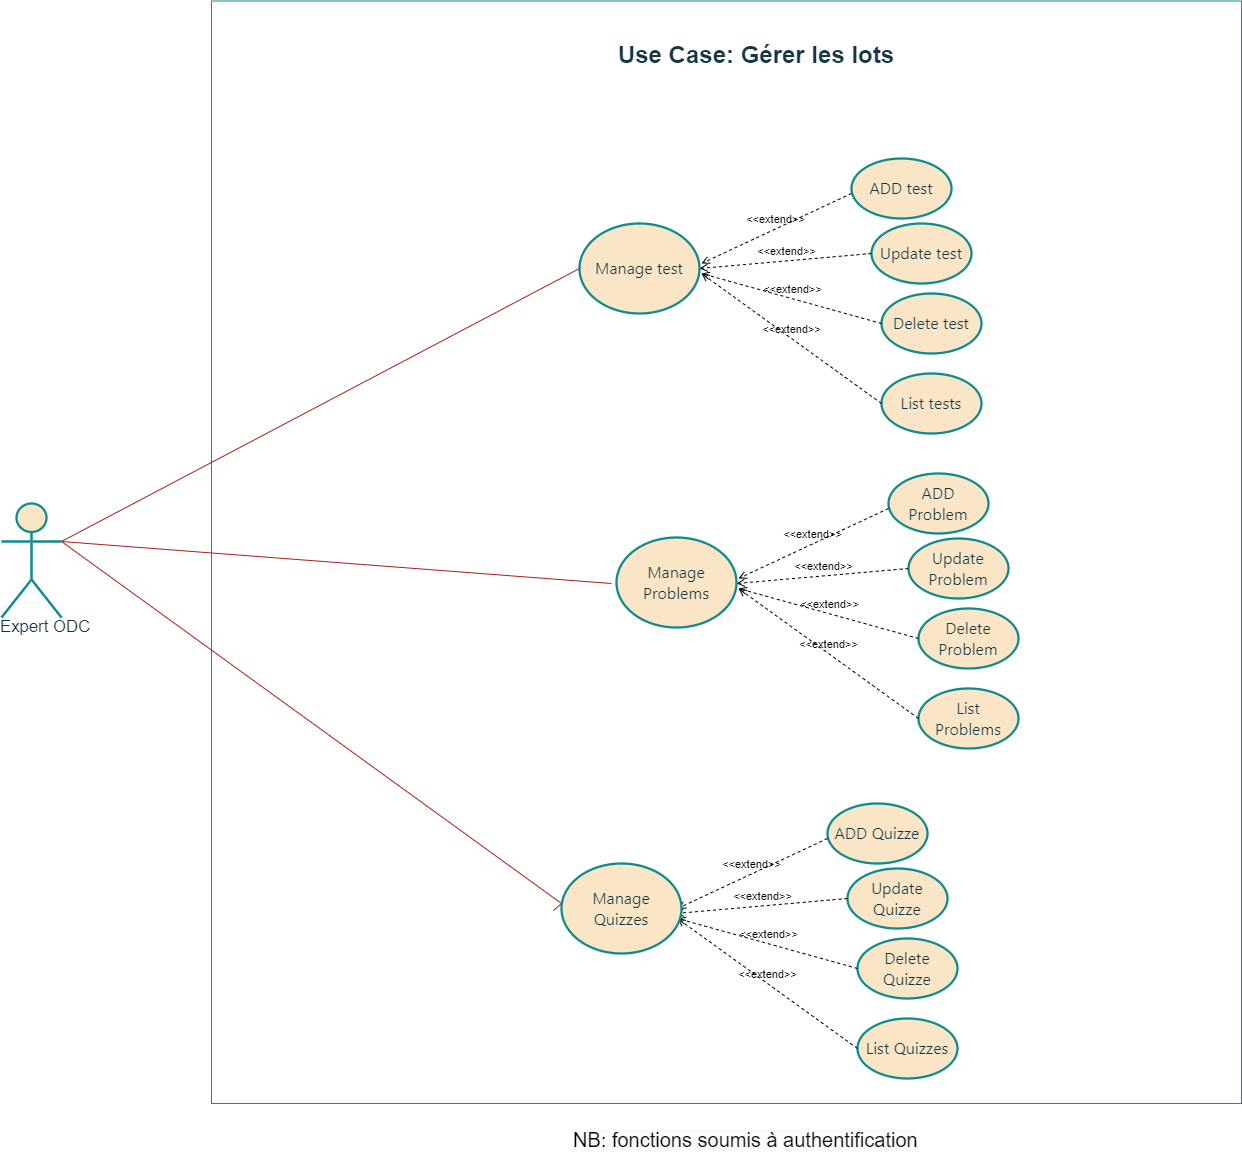 Use Case: Gérer les lots
ADD test
<<extend>>
Update test
<<extend>>
Manage test
<<extend>>
Delete test
<<extend>>
List tests
ADD
Problem
<<extend>>
Update
Problem
<<extend>>
Manage
Problems
<<extend>>
Delete
Problem
<<extend>>
List
Problems
Expert ODC
ADD Quizze
<<extend>>
Update
Quizze
<<extend>>
Manage
Quizzes
<<extend>>
Delete
Quizze
<<extend>>
List Quizzes
NB: fonctions soumis à authentification